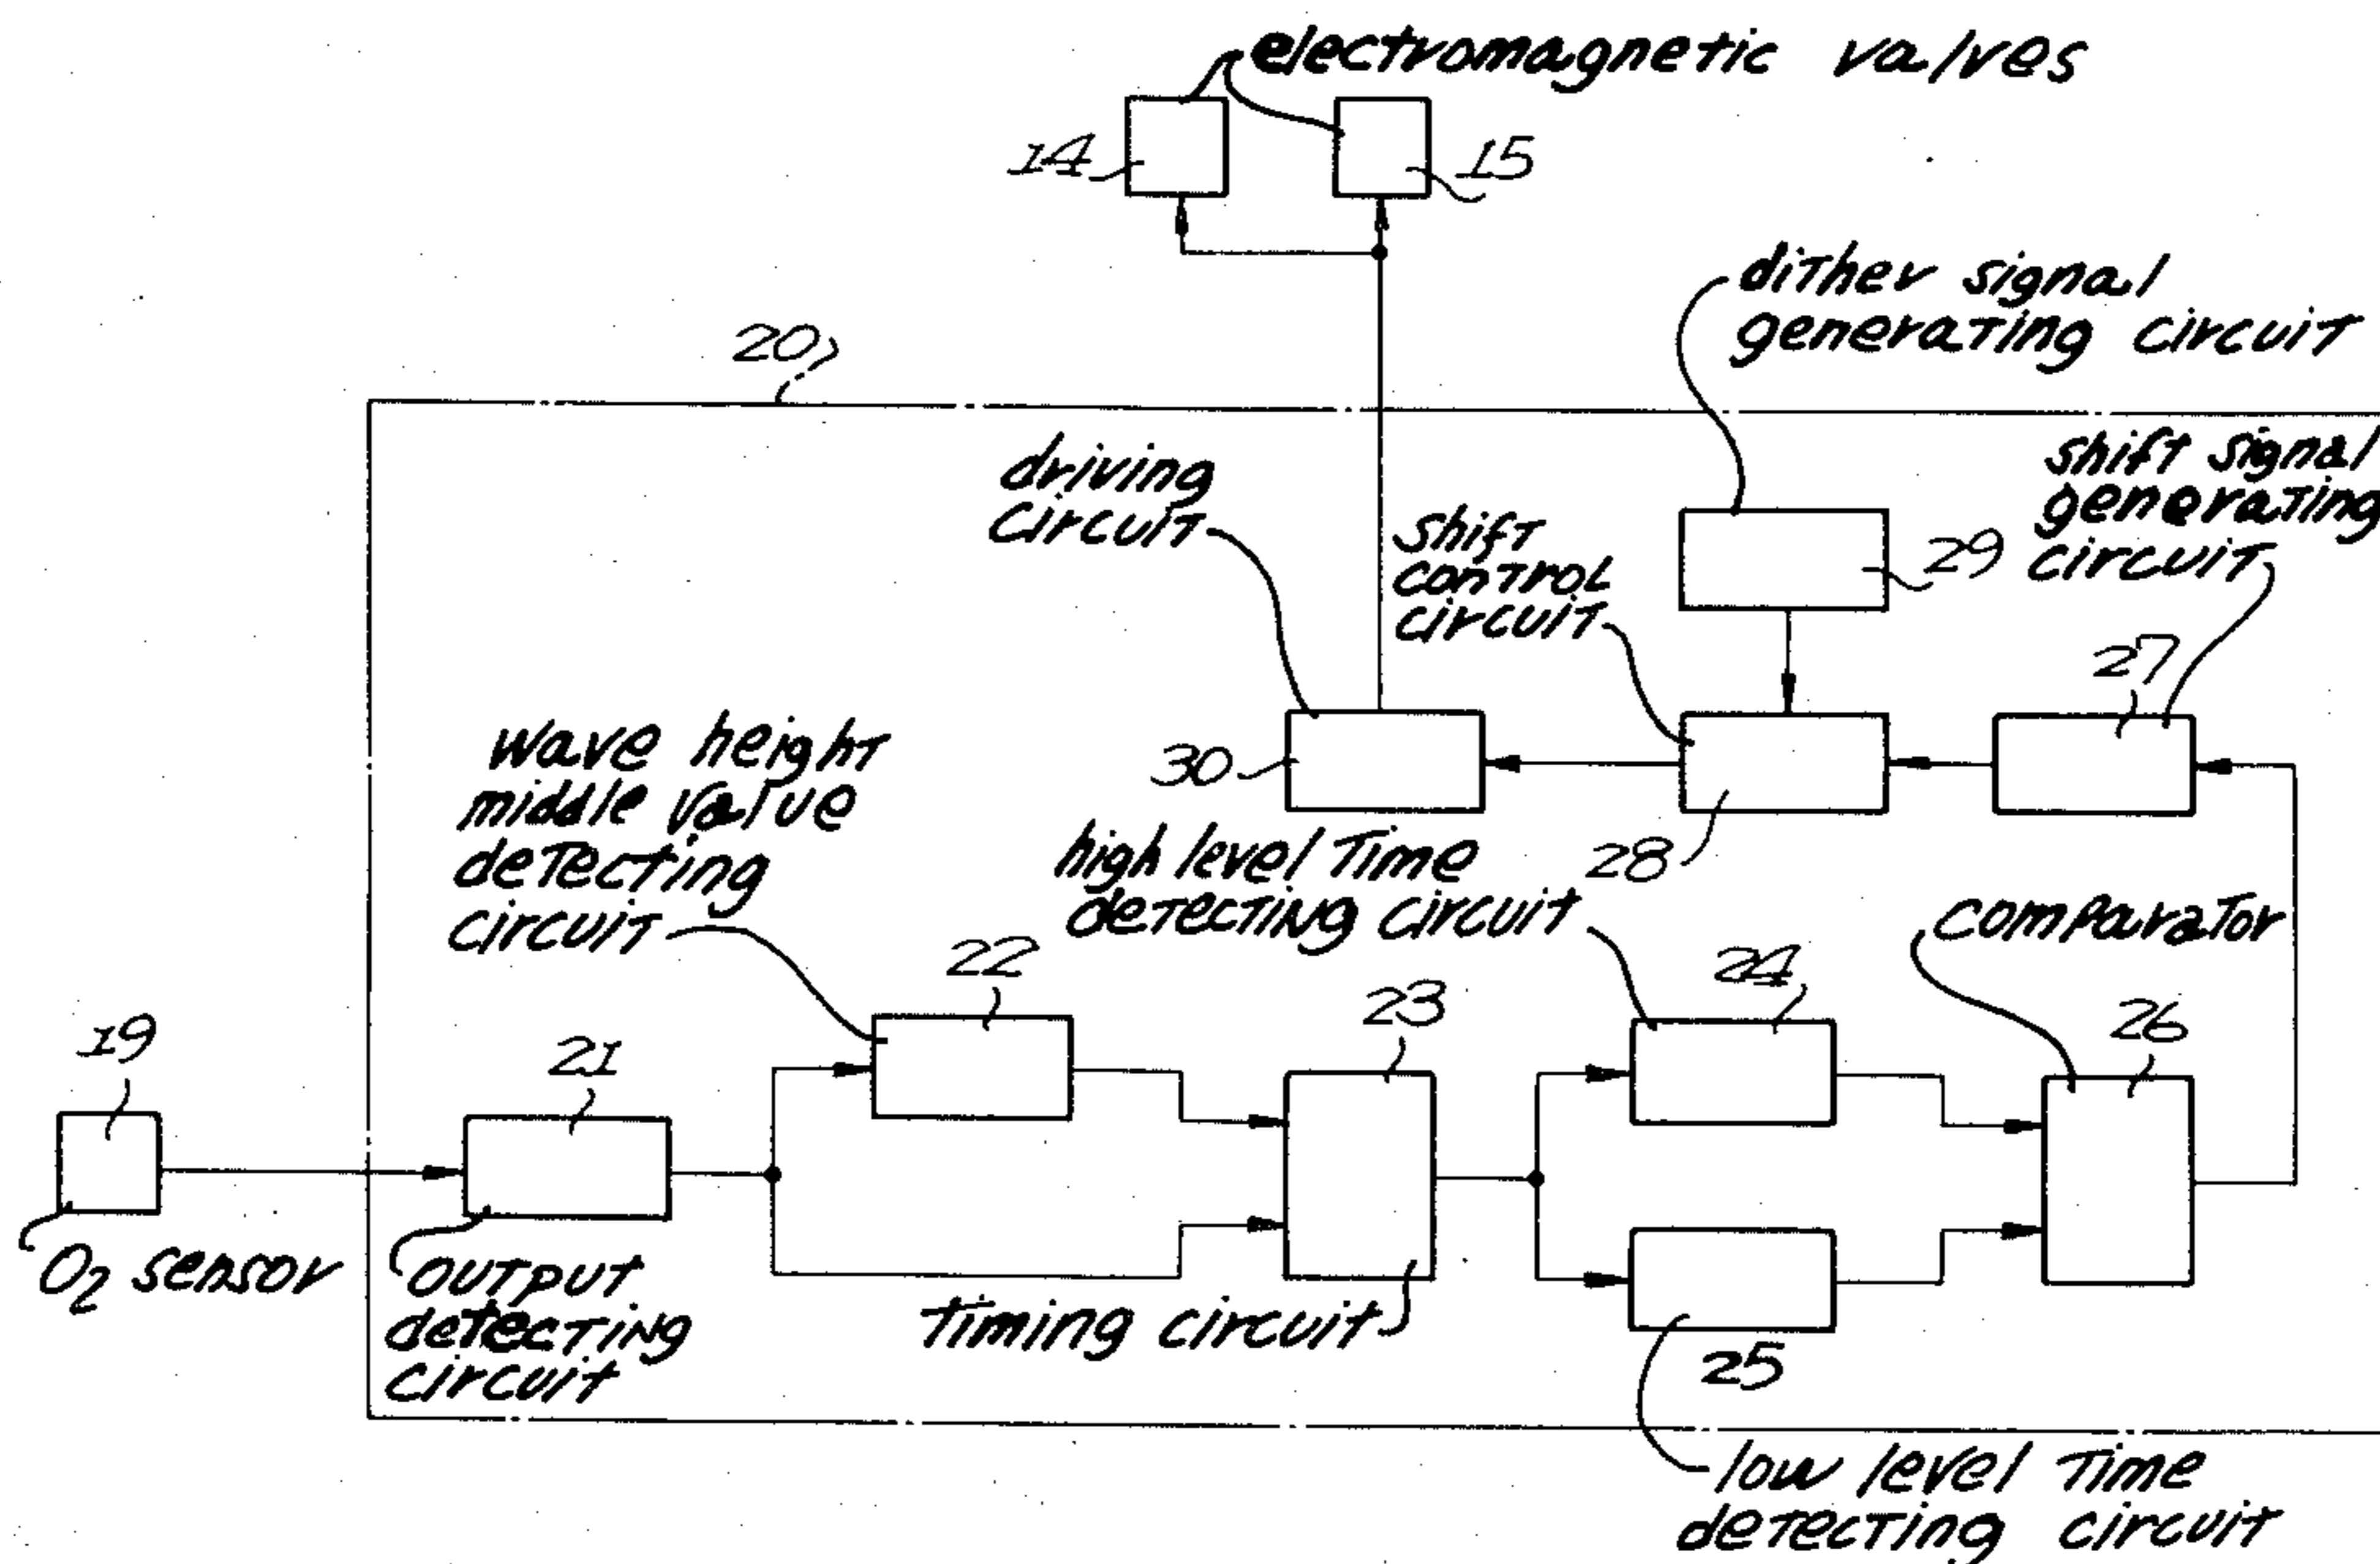 electromagnetic valves
14
15
dither signal
generating circuit
20
shift signal
generating
circuit
driving
circuit
shift
control
circuit
29
27
wave height
middle value
detecting
circuit
30
28
high level time
detecting circuit
comparator
22
24
23
26
19
21
O2 sensor
output
detecting
circuit
timing circuit
25
low level time
detecting circuit